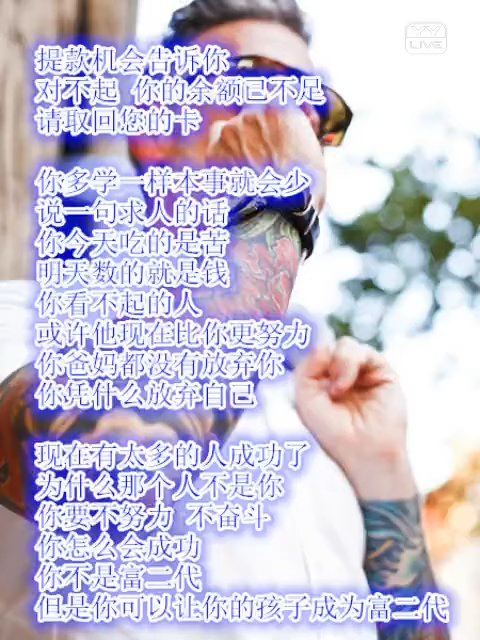 YY
LIVE
提款机会告诉你
对不起 你的余额已不足
请取回您的卡
你多学一样本事就会少
说一句求人的话
你今天吃的是苦
明天数的就是钱
你看不起的人
或许他现在比你更努力
你爸妈都没有放弃你
你凭什么放弃自己
现在有太多的人成功了
为什么那个人不是你
你要不努力 不奋斗
你怎么会成功
你不是富二代
但是你可以让你的孩子成为富二代